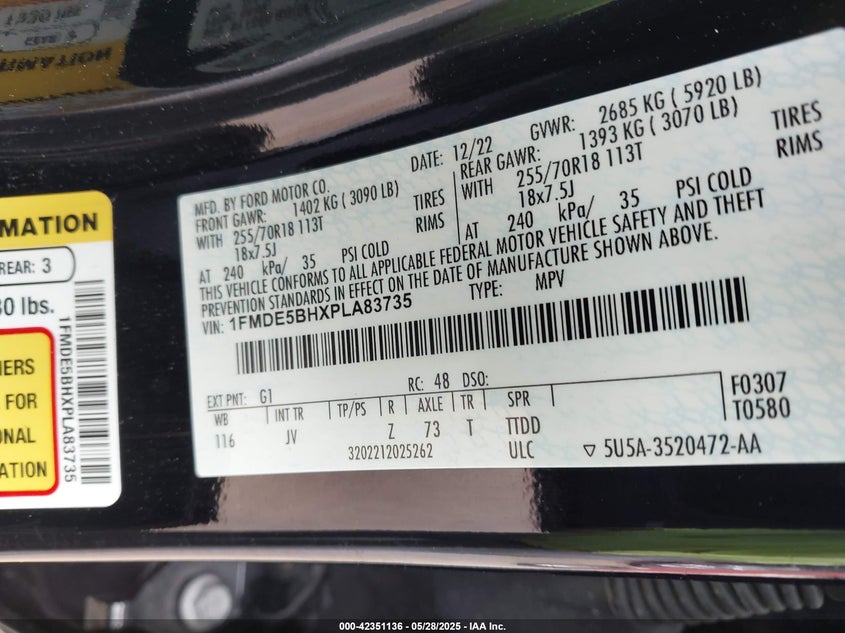 MFD. BY FORD MOTOR CO.
DATE: 12/22
GVWR: 2685 KG ( 5920 LB)
FRONT GAWR: 1402 KG ( 3090 LB)
REAR GAWR: 1393 KG ( 3070 LB)
WITH 255/70R18 113T TIRES
WITH 255/70R18 113T TIRES
18x7.5J RIMS
18x7.5J RIMS
AT 240 kPa/ 35 PSI COLD
AT 240 kPa/ 35 PSI COLD
THIS VEHICLE CONFORMS TO ALL APPLICABLE FEDERAL MOTOR VEHICLE SAFETY AND THEFT
PREVENTION STANDARDS IN EFFECT ON THE DATE OF MANUFACTURE SHOWN ABOVE.
VIN: 1FMDE5BHXPLA83735
TYPE: MPV
EXT PNT: G1
RC: 48 DSO:
WB INT TR TP/PS R AXLE TR SPR
116 JV Z 73 T TTDD
3202212025262 ULC
F0307
T0580
▽ 5U5A-3520472-AA
MATION
REAR: 3
30 lbs.
IERS
FOR
ONAL
ATION
1FMDE5BHXPLA83735
000-42351136 - 05/28/2025 - IAA Inc.